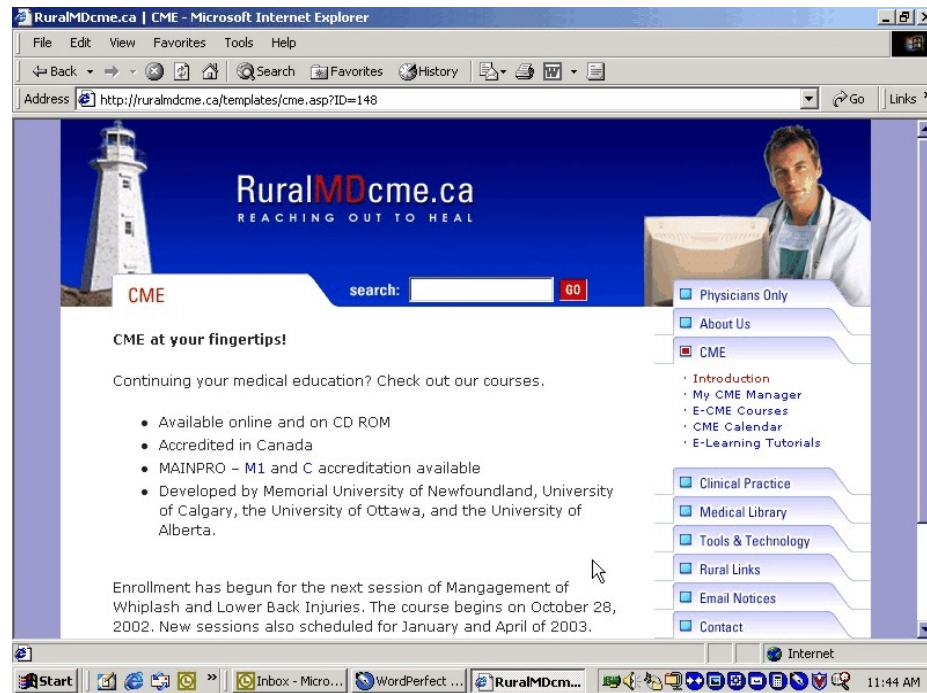 RuralMDcme.ca | CME - Microsoft Internet Explorer
File Edit View Favorites Tools Help
Back Search Favorites History
Address http://ruralmdcme.ca/templates/cme.asp?ID=148 Go Links »
RuralMDcme.ca
REACHING OUT TO HEAL
CME
search: GO
Physicians Only
About Us
CME
· Introduction
· My CME Manager
· E-CME Courses
· CME Calendar
· E-Learning Tutorials
Clinical Practice
Medical Library
Tools & Technology
Rural Links
Email Notices
Contact
CME at your fingertips!
Continuing your medical education? Check out our courses.
• Available online and on CD ROM
• Accredited in Canada
• MAINPRO – M1 and C accreditation available
• Developed by Memorial University of Newfoundland, University
of Calgary, the University of Ottawa, and the University of
Alberta.
Enrollment has begun for the next session of Mangagement of
Whiplash and Lower Back Injuries. The course begins on October 28,
2002. New sessions also scheduled for January and April of 2003.
Internet
Start » Inbox - Micro... WordPerfect ... RuralMDcm... 11:44 AM